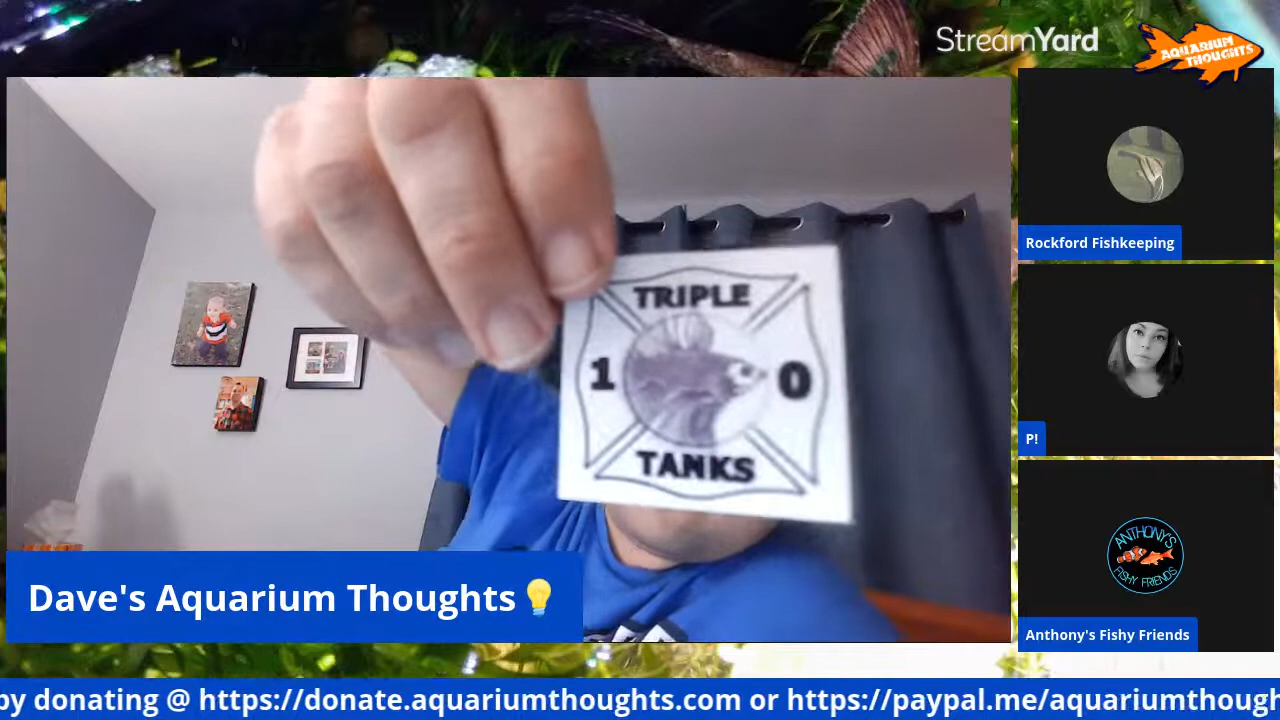 StreamYard
AQUARIUM
THOUGHTS
Rockford Fishkeeping
TRIPLE
1 0
TANKS
P!
ANTHONY'S
FISHY FRIENDS
Dave's Aquarium Thoughts💡
Anthony's Fishy Friends
by donating @ https://donate.aquariumthoughts.com or https://paypal.me/aquariumthough